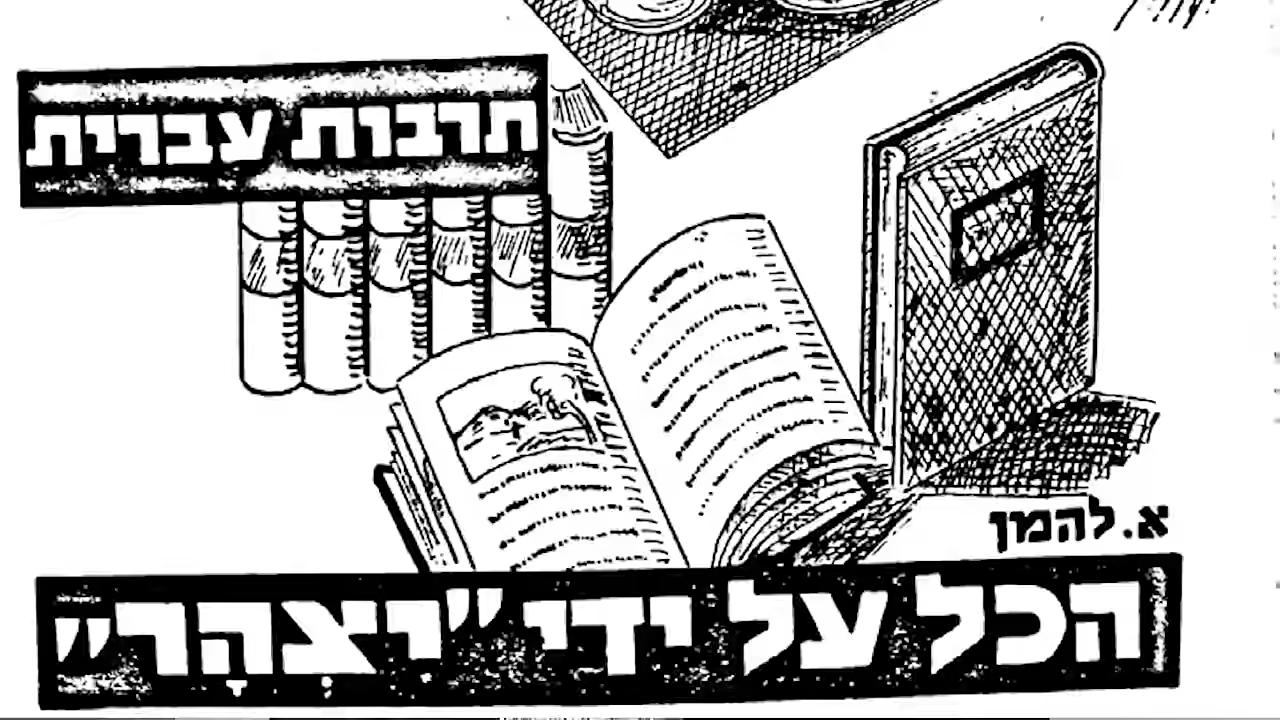 תרבות עברית
א. להמן
הכל על ידי "יצהר"